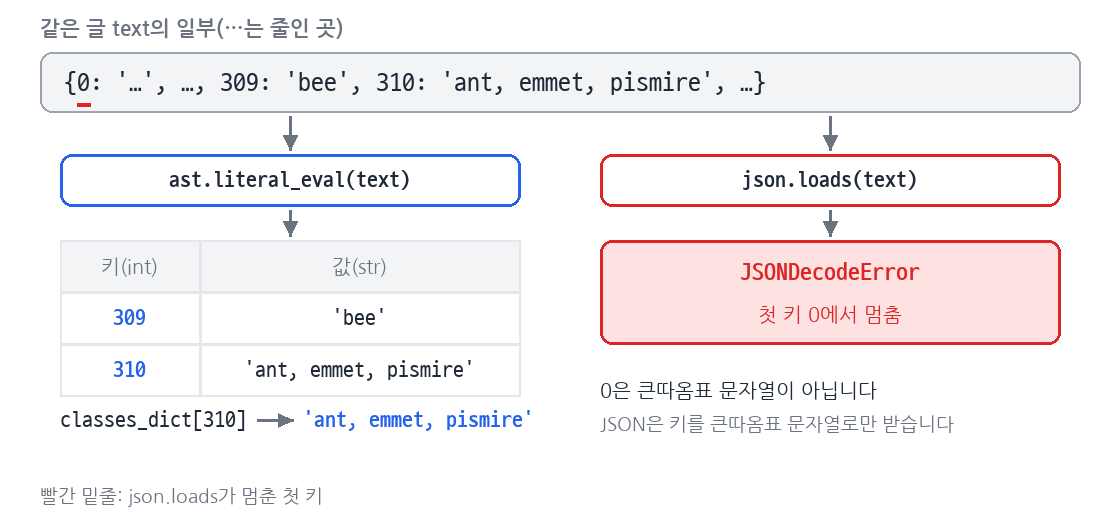 같은 글 text의 일부(…는 줄인 곳)
{0: '…', …, 309: 'bee', 310: 'ant, emmet, pismire', …}
ast.literal_eval(text)
json.loads(text)
키(int) 값(str)
309 'bee'
310 'ant, emmet, pismire'
classes_dict[310] 'ant, emmet, pismire'
JSONDecodeError
첫 키 0에서 멈춤
0은 큰따옴표 문자열이 아닙니다
JSON은 키를 큰따옴표 문자열로만 받습니다
빨간 밑줄: json.loads가 멈춘 첫 키